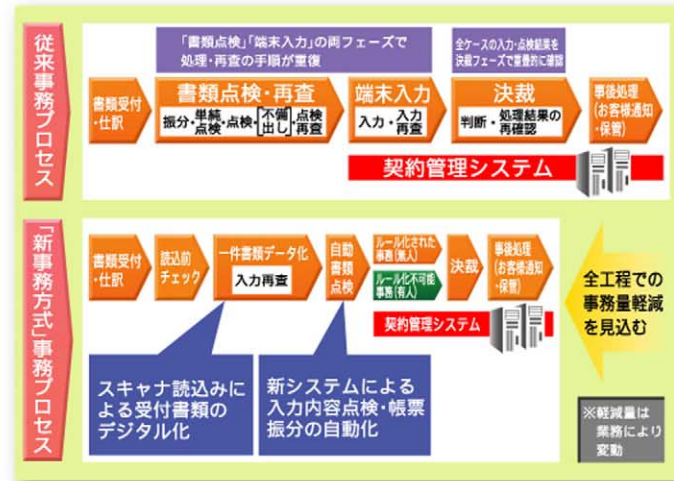 従来事務プロセス
「書類点検」「端末入力」の両フェーズで
処理・再査の手順が重復
全ケースの入力・点検結果を
決裁フェーズで重畳的に確認
書類受付
・仕訳
書類点検・再査
振分・単純点検・点検・[不備出し]・点検再査
端末入力
入力・入力再査
決裁
判断・処理結果の
再確認
事後処理
(お客様通知
・保管)
契約管理システム
「新事務方式」事務プロセス
書類受付
・仕訳
読込前
チェック
一件書類データ化
入力再査
自動
書類
点検
ルール化された
事務(無人)
ルール化不可能
事務(有人)
決裁
事後処理
(お客様通知
・保管)
契約管理システム
スキャナ読込みに
よる受付書類の
デジタル化
新システムによる
入力内容点検・帳票
振分の自動化
全工程での
事務量軽減
を見込む
※軽減量は
業務により
変動